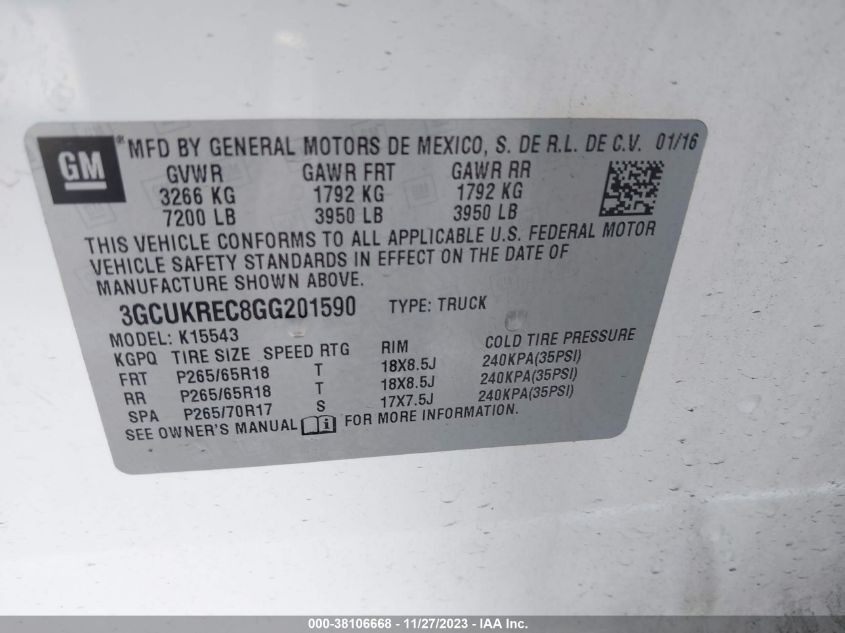 GM ® MFD BY GENERAL MOTORS DE MEXICO, S. DE R.L. DE C.V. 01/16
GVWR GAWR FRT GAWR RR
3266 KG 1792 KG 1792 KG
7200 LB 3950 LB 3950 LB
THIS VEHICLE CONFORMS TO ALL APPLICABLE U.S. FEDERAL MOTOR
VEHICLE SAFETY STANDARDS IN EFFECT ON THE DATE OF
MANUFACTURE SHOWN ABOVE.
3GCUKREC8GG201590 TYPE: TRUCK
MODEL: K15543
KGPQ TIRE SIZE SPEED RTG RIM COLD TIRE PRESSURE
FRT P265/65R18 T 18X8.5J 240KPA(35PSI)
RR P265/65R18 T 18X8.5J 240KPA(35PSI)
SPA P265/70R17 S 17X7.5J 240KPA(35PSI)
SEE OWNER'S MANUAL i FOR MORE INFORMATION.
000-38106668 - 11/27/2023 - IAA Inc.